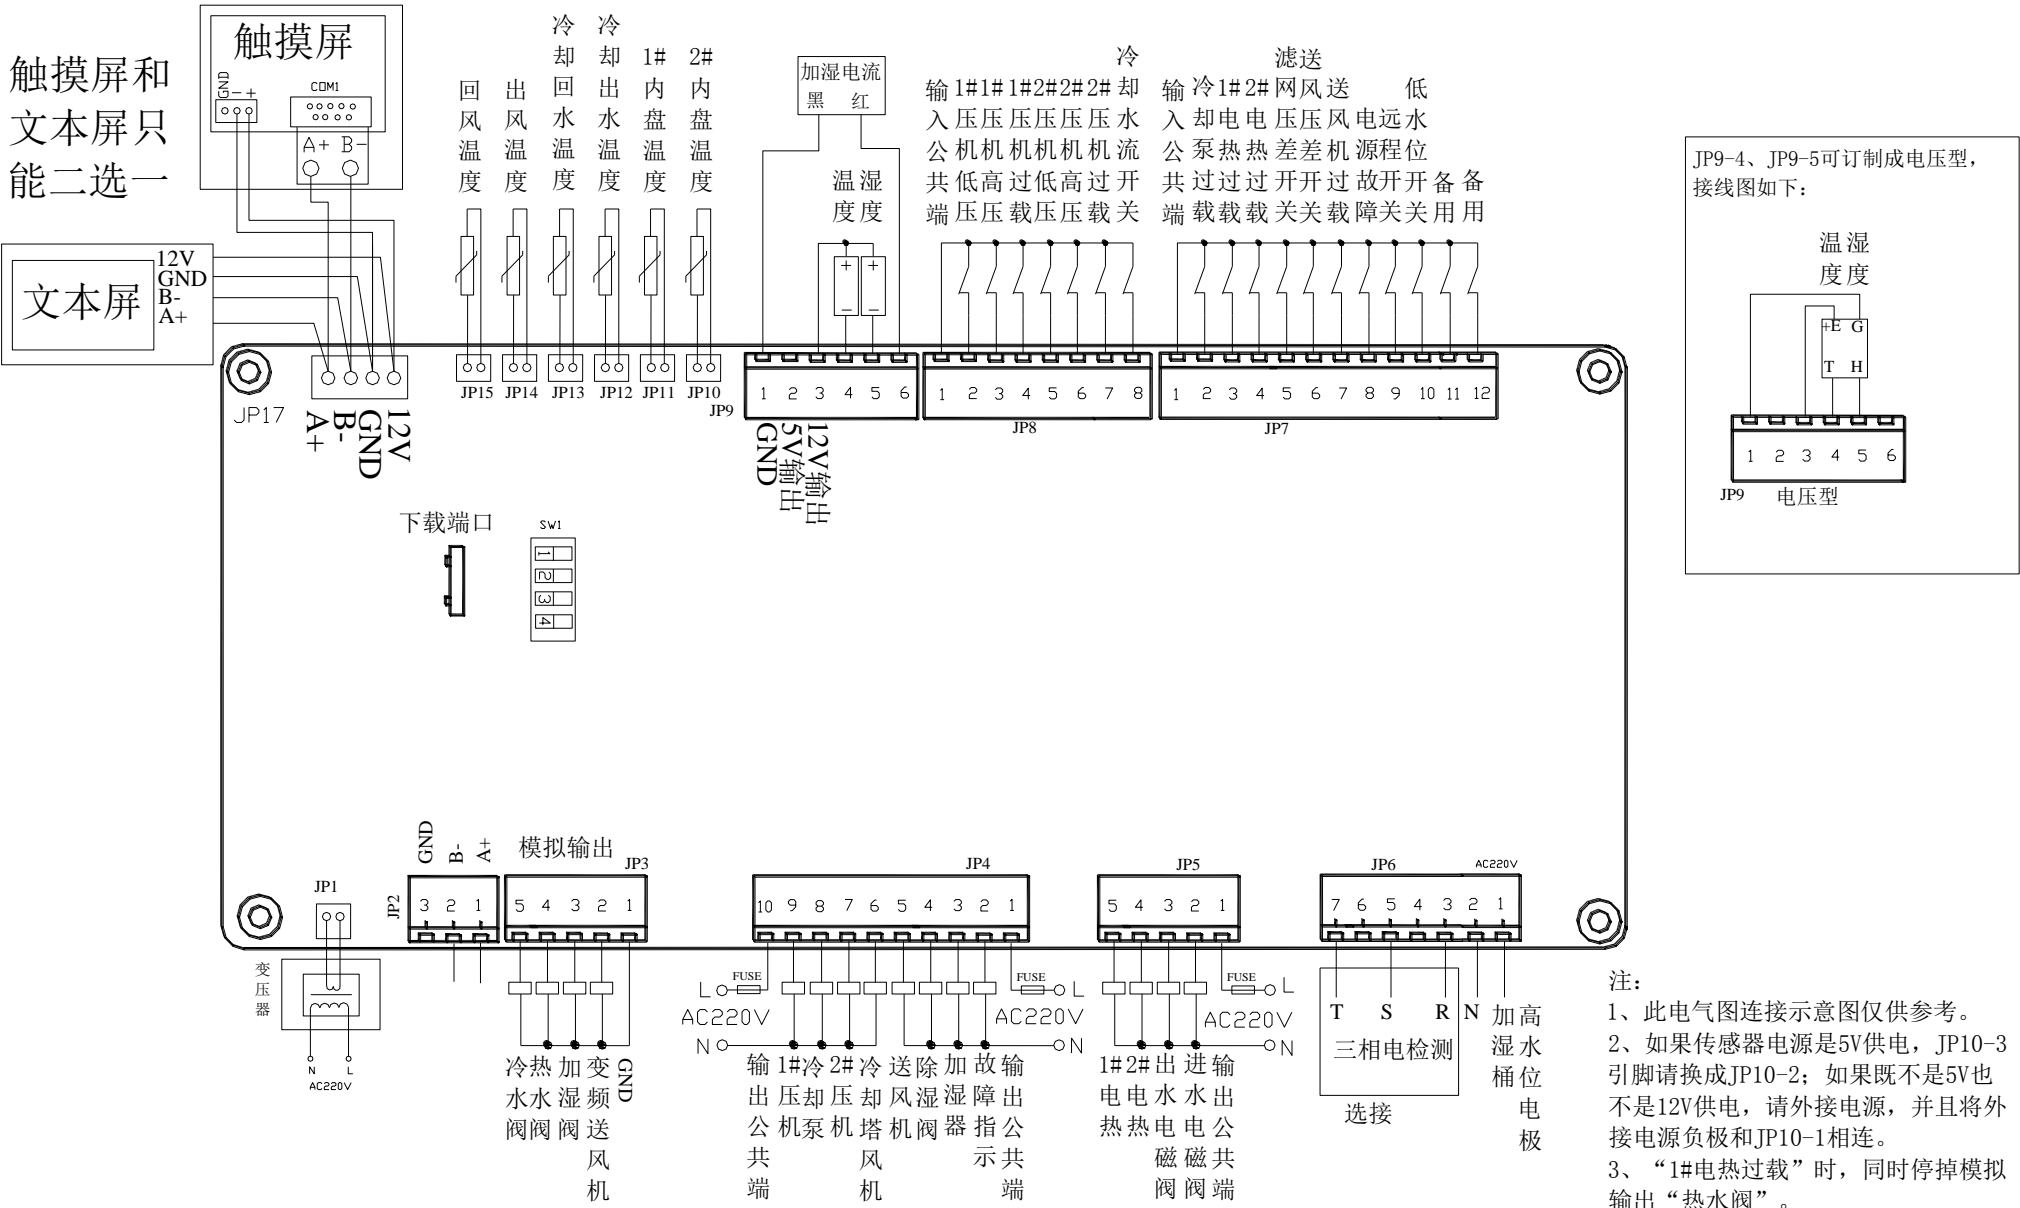 触摸屏和
文本屏只
能二选一
触摸屏
GND
-
+
COM1
A+ B-
文本屏
12V
GND
B-
A+
JP17
A+
B-
GND
12V
回风温度
出风温度
冷却回水温度
冷却出水温度
1#内盘温度
2#内盘温度
JP15
JP14
JP13
JP12
JP11
JP10
加湿电流
黑 红
温度
湿度
JP9
1 2 3 4 5 6
GND
5V输出
12V输出
输入公共端
1#压机低压
1#压机高压
1#压机过载
2#压机低压
2#压机高压
2#压机过载
冷却水流开关
1 2 3 4 5 6 7 8
JP8
输入公共端
冷却泵过载
1#电热过载
2#电热过载
滤网压差开关
送风压差开关
送风机过载
电源故障
远程开关
低水位开关
备用
备用
1 2 3 4 5 6 7 8 9 10 11 12
JP7
JP9-4、JP9-5可订制成电压型，
接线图如下：
温度
湿度
+E G
T H
1 2 3 4 5 6
JP9
电压型
下载端口
SW1
1
2
3
4
JP1
变压器
N L
AC220V
JP2
GND
B-
A+
3 2 1
模拟输出
JP3
5 4 3 2 1
冷水阀
热水阀
加湿阀
变频送风机
GND
JP4
10 9 8 7 6 5 4 3 2 1
FUSE
L
AC220V
N
FUSE
L
AC220V
N
输出公共端
1#压机
冷却泵
2#压机
冷却塔风机
送风机
除湿阀
加湿器
故障指示
输出公共端
JP5
5 4 3 2 1
FUSE
L
AC220V
N
1#电热
2#电热
出水电磁阀
进水电磁阀
输出公共端
JP6
AC220V
7 6 5 4 3 2 1
T S R N
三相电检测
选接
加湿桶
高水位电极
注：
1、此电气图连接示意图仅供参考。
2、如果传感器电源是5V供电，JP10-3
引脚请换成JP10-2；如果既不是5V也
不是12V供电，请外接电源，并且将外
接电源负极和JP10-1相连。
3、“1#电热过载”时，同时停掉模拟
输出“热水阀”。